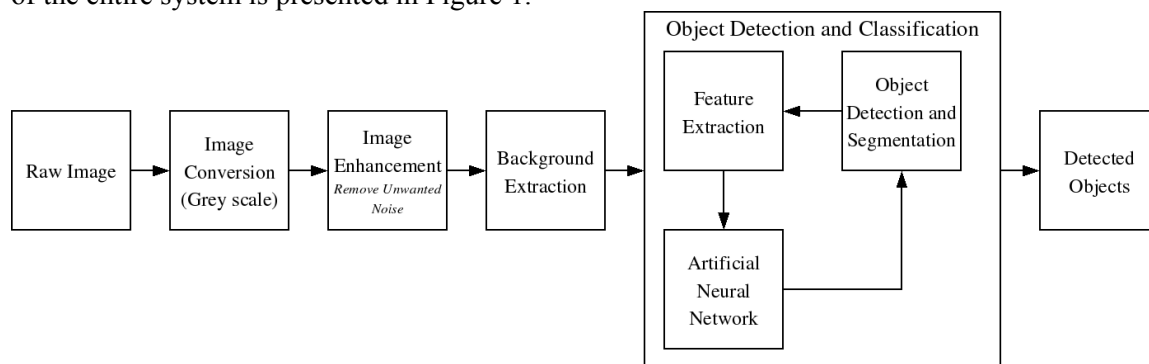 of the entire system is presented in Figure 1.
Object Detection and Classification
Raw Image
Image
Conversion
(Grey scale)
Image
Enhancement
Remove Unwanted
Noise
Background
Extraction
Feature
Extraction
Object
Detection and
Segmentation
Artificial
Neural
Network
Detected
Objects